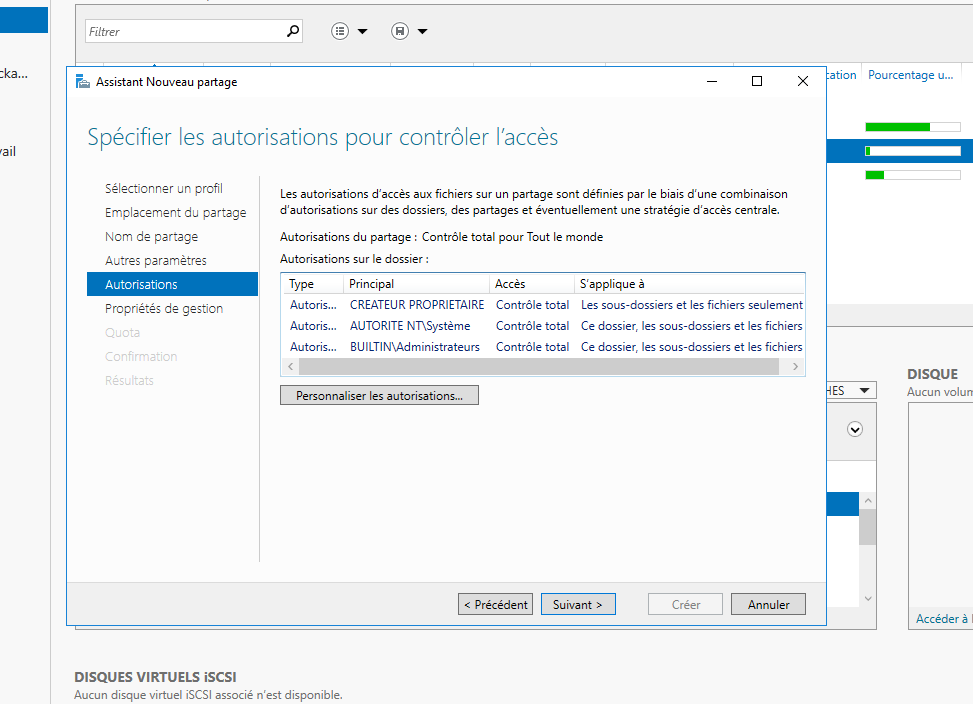 Filtrer
cka...
ail
cation
Pourcentage u...
Assistant Nouveau partage
Spécifier les autorisations pour contrôler l’accès
Sélectionner un profil
Emplacement du partage
Nom de partage
Autres paramètres
Autorisations
Propriétés de gestion
Quota
Confirmation
Résultats
Les autorisations d’accès aux fichiers sur un partage sont définies par le biais d’une combinaison
d’autorisations sur des dossiers, des partages et éventuellement une stratégie d’accès centrale.
Autorisations du partage : Contrôle total pour Tout le monde
Autorisations sur le dossier :
Type Principal Accès S’applique à
Autoris... CREATEUR PROPRIETAIRE Contrôle total Les sous-dossiers et les fichiers seulement
Autoris... AUTORITE NT\Système Contrôle total Ce dossier, les sous-dossiers et les fichiers
Autoris... BUILTIN\Administrateurs Contrôle total Ce dossier, les sous-dossiers et les fichiers
Personnaliser les autorisations...
< Précédent Suivant > Créer Annuler
HES
DISQUE
Aucun volum
Accéder à
DISQUES VIRTUELS iSCSI
Aucun disque virtuel iSCSI associé n’est disponible.